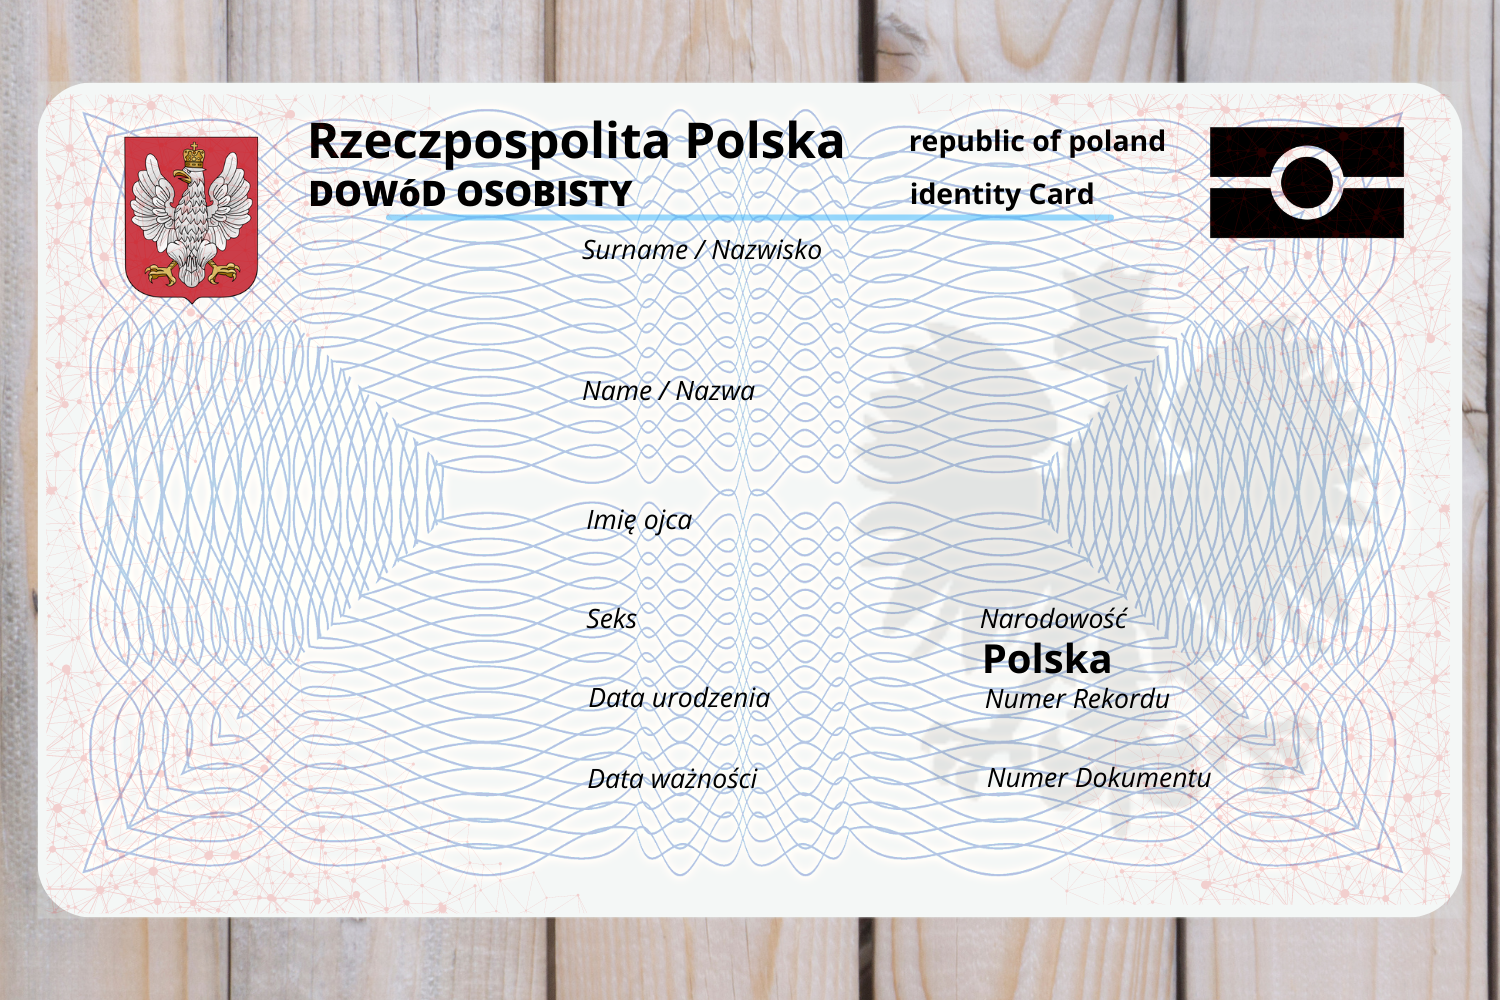 Rzeczpospolita Polska
republic of poland
DOWóD OSOBISTY
identity Card
Surname / Nazwisko
Name / Nazwa
Imię ojca
Seks
Narodowość
Polska
Data urodzenia
Numer Rekordu
Data ważności
Numer Dokumentu